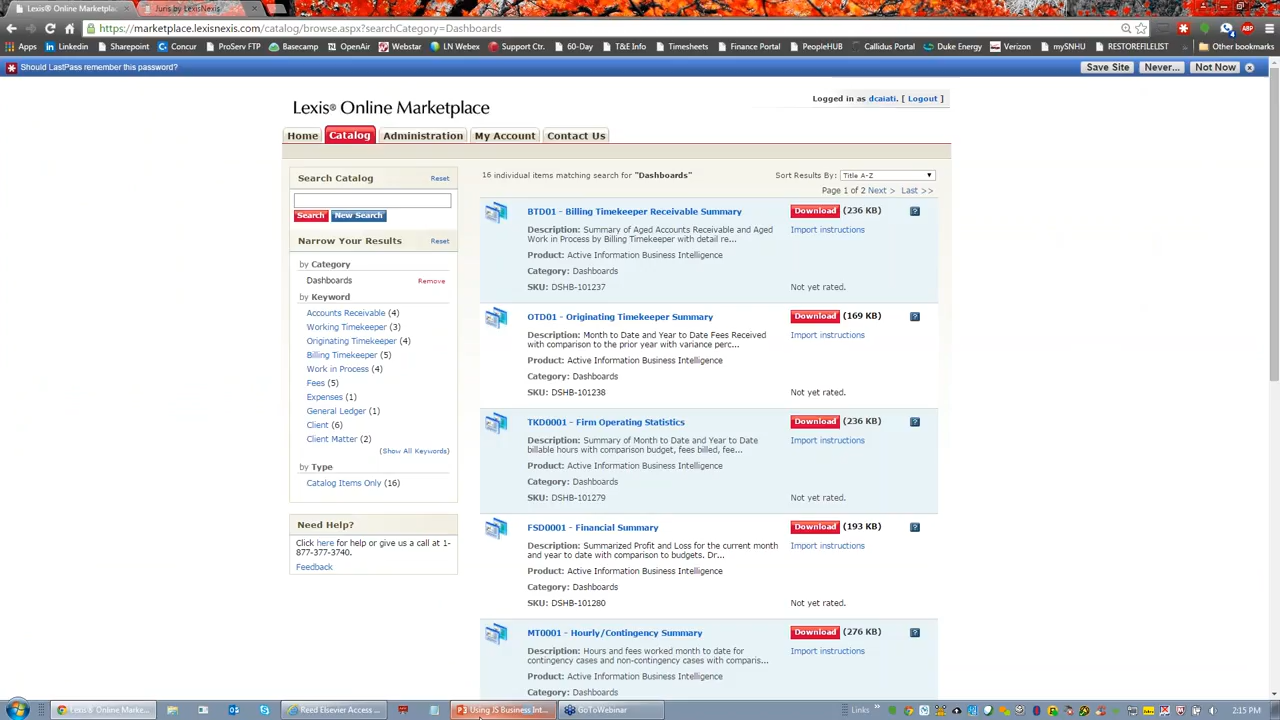 Lexis® Online Marketpla
Juris by LexisNexis
https://marketplace.lexisnexis.com/catalog/browse.aspx?searchCategory=Dashboards
Apps
Linkedin
Sharepoint
Concur
ProServ FTP
Basecamp
OpenAir
Webstar
LN Webex
Support Ctr.
60-Day
T&E Info
Timesheets
Finance Portal
PeopleHUB
Callidus Portal
Duke Energy
Verizon
mySNHU
RESTOREFILELIST
Other bookmarks
Should LastPass remember this password?
Save Site
Never...
Not Now
Lexis® Online Marketplace
Logged in as dcaiati. [ Logout ]
Home
Catalog
Administration
My Account
Contact Us
Search Catalog
Reset
Search
New Search
Narrow Your Results
Reset
by Category
Dashboards
Remove
by Keyword
Accounts Receivable (4)
Working Timekeeper (3)
Originating Timekeeper (4)
Billing Timekeeper (5)
Work in Process (4)
Fees (5)
Expenses (1)
General Ledger (1)
Client (6)
Client Matter (2)
(Show All Keywords)
by Type
Catalog Items Only (16)
Need Help?
Click here for help or give us a call at 1-
877-377-3740.
Feedback
16 individual items matching search for "Dashboards"
Sort Results By:
Title A-Z
Page 1 of 2 Next > Last >>
BTD01 - Billing Timekeeper Receivable Summary
Download (236 KB)
Description: Summary of Aged Accounts Receivable and Aged
Work in Process by Billing Timekeeper with detail re...
Import instructions
Product: Active Information Business Intelligence
Category: Dashboards
SKU: DSHB-101237
Not yet rated.
OTD01 - Originating Timekeeper Summary
Download (169 KB)
Description: Month to Date and Year to Date Fees Received
with comparison to the prior year with variance perc...
Import instructions
Product: Active Information Business Intelligence
Category: Dashboards
SKU: DSHB-101238
Not yet rated.
TKD0001 - Firm Operating Statistics
Download (236 KB)
Description: Summary of Month to Date and Year to Date
billable hours with comparison budget, fees billed, fee...
Import instructions
Product: Active Information Business Intelligence
Category: Dashboards
SKU: DSHB-101279
Not yet rated.
FSD0001 - Financial Summary
Download (193 KB)
Description: Summarized Profit and Loss for the current month
and year to date with comparison to budgets. Dr...
Import instructions
Product: Active Information Business Intelligence
Category: Dashboards
SKU: DSHB-101280
Not yet rated.
MT0001 - Hourly/Contingency Summary
Download (276 KB)
Description: Hours and fees worked month to date for
contingency cases and non-contingency cases with comparis...
Import instructions
Product: Active Information Business Intelligence
Category: Dashboards
Lexis® Online Marke...
Reed Elsevier Access ...
Using JS Business Int...
GoToWebinar
Links
2:15 PM